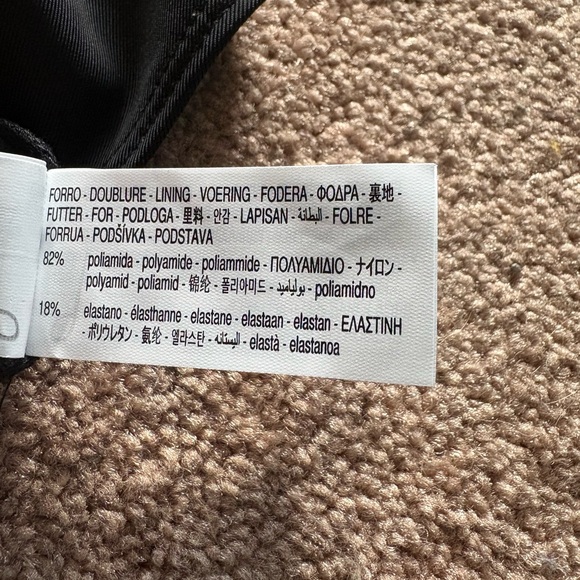 FORRO - DOUBLURE - LINING - VOERING - FODERA - ΦΟΔΡΑ - 裏地 -
FUTTER - FOR - PODLOGA - 里料 - 안감 - LAPISAN - البطانة - FOLRE -
FORRUA - PODŠÍVKA - PODSTAVA
82% poliamida - polyamide - poliammide - ΠΟΛΥΑΜΙΔΙΟ - ナイロン -
polyamid - poliamid - 锦纶 - 폴리아미드 - بولياميد - poliamidno
18% elastano - élasthanne - elastane - elastaan - elastan - ΕΛΑΣΤΙΝΗ
- ポリウレタン - 氨纶 - 엘라스탄 - اليستانه - elastà - elastanoa